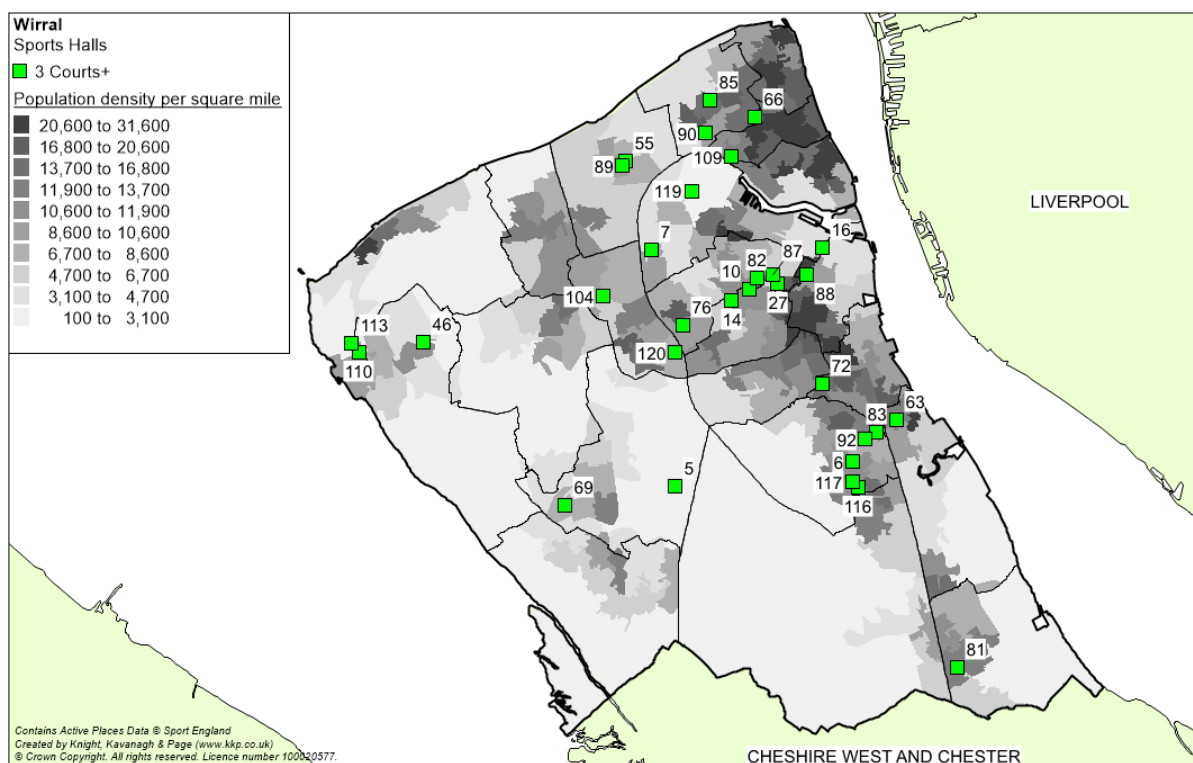 Wirral
Sports Halls
3 Courts+
Population density per square mile
20,600 to 31,600
16,800 to 20,600
13,700 to 16,800
11,900 to 13,700
10,600 to 11,900
8,600 to 10,600
6,700 to 8,600
4,700 to 6,700
3,100 to 4,700
100 to 3,100
85
66
90
55
109
89
119
LIVERPOOL
16
7
87
82
10
104
27
88
14
76
113
46
120
110
72
63
83
92
6
5
117
69
116
81
Contains Active Places Data © Sport England
Created by Knight, Kavanagh & Page (www.kkp.co.uk)
© Crown Copyright. All rights reserved. Licence number 100020577.
CHESHIRE WEST AND CHESTER